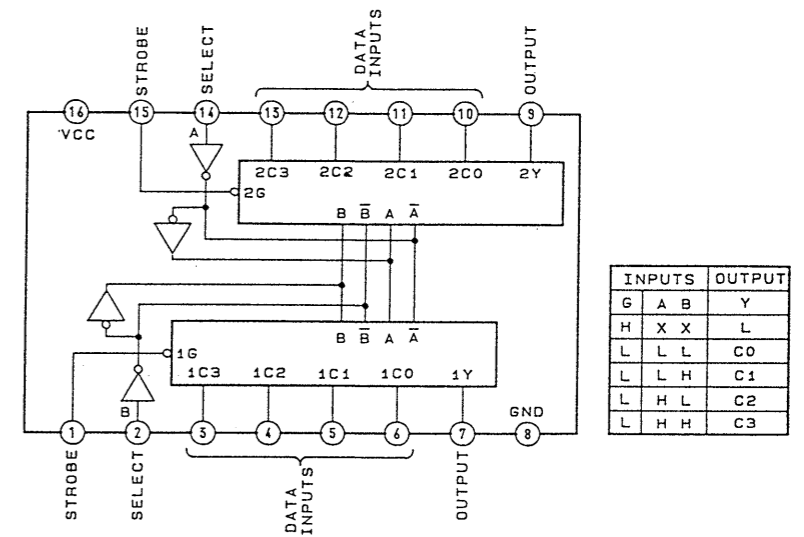 STROBE
SELECT
DATA
INPUTS
OUTPUT
16 15 14 13 12 11 10 9
VCC
A
2C3 2C2 2C1 2C0 2Y
2G
B B̅ A A̅
B B̅ A A̅
1G
1C3 1C2 1C1 1C0 1Y
B
GND
1 2 3 4 5 6 7 8
STROBE
SELECT
DATA
INPUTS
OUTPUT
INPUTS OUTPUT
G A B Y
H X X L
L L L C0
L L H C1
L H L C2
L H H C3